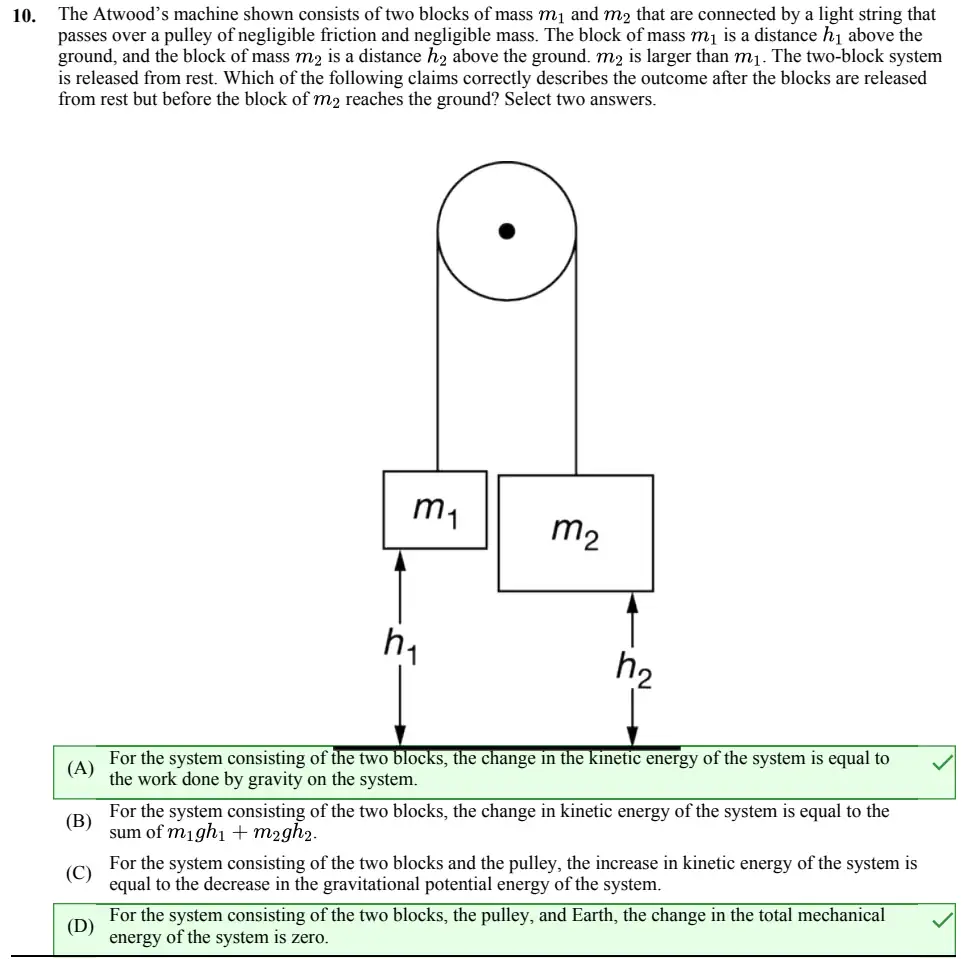 10. The Atwood’s machine shown consists of two blocks of mass m₁ and m₂ that are connected by a light string that
passes over a pulley of negligible friction and negligible mass. The block of mass m₁ is a distance h₁ above the
ground, and the block of mass m₂ is a distance h₂ above the ground. m₂ is larger than m₁. The two-block system
is released from rest. Which of the following claims correctly describes the outcome after the blocks are released
from rest but before the block of m₂ reaches the ground? Select two answers.
m₁
m₂
h₁
h₂
(A) For the system consisting of the two blocks, the change in the kinetic energy of the system is equal to
the work done by gravity on the system.
(B) For the system consisting of the two blocks, the change in kinetic energy of the system is equal to the
sum of m₁gh₁ + m₂gh₂.
(C) For the system consisting of the two blocks and the pulley, the increase in kinetic energy of the system is
equal to the decrease in the gravitational potential energy of the system.
(D) For the system consisting of the two blocks, the pulley, and Earth, the change in the total mechanical
energy of the system is zero.